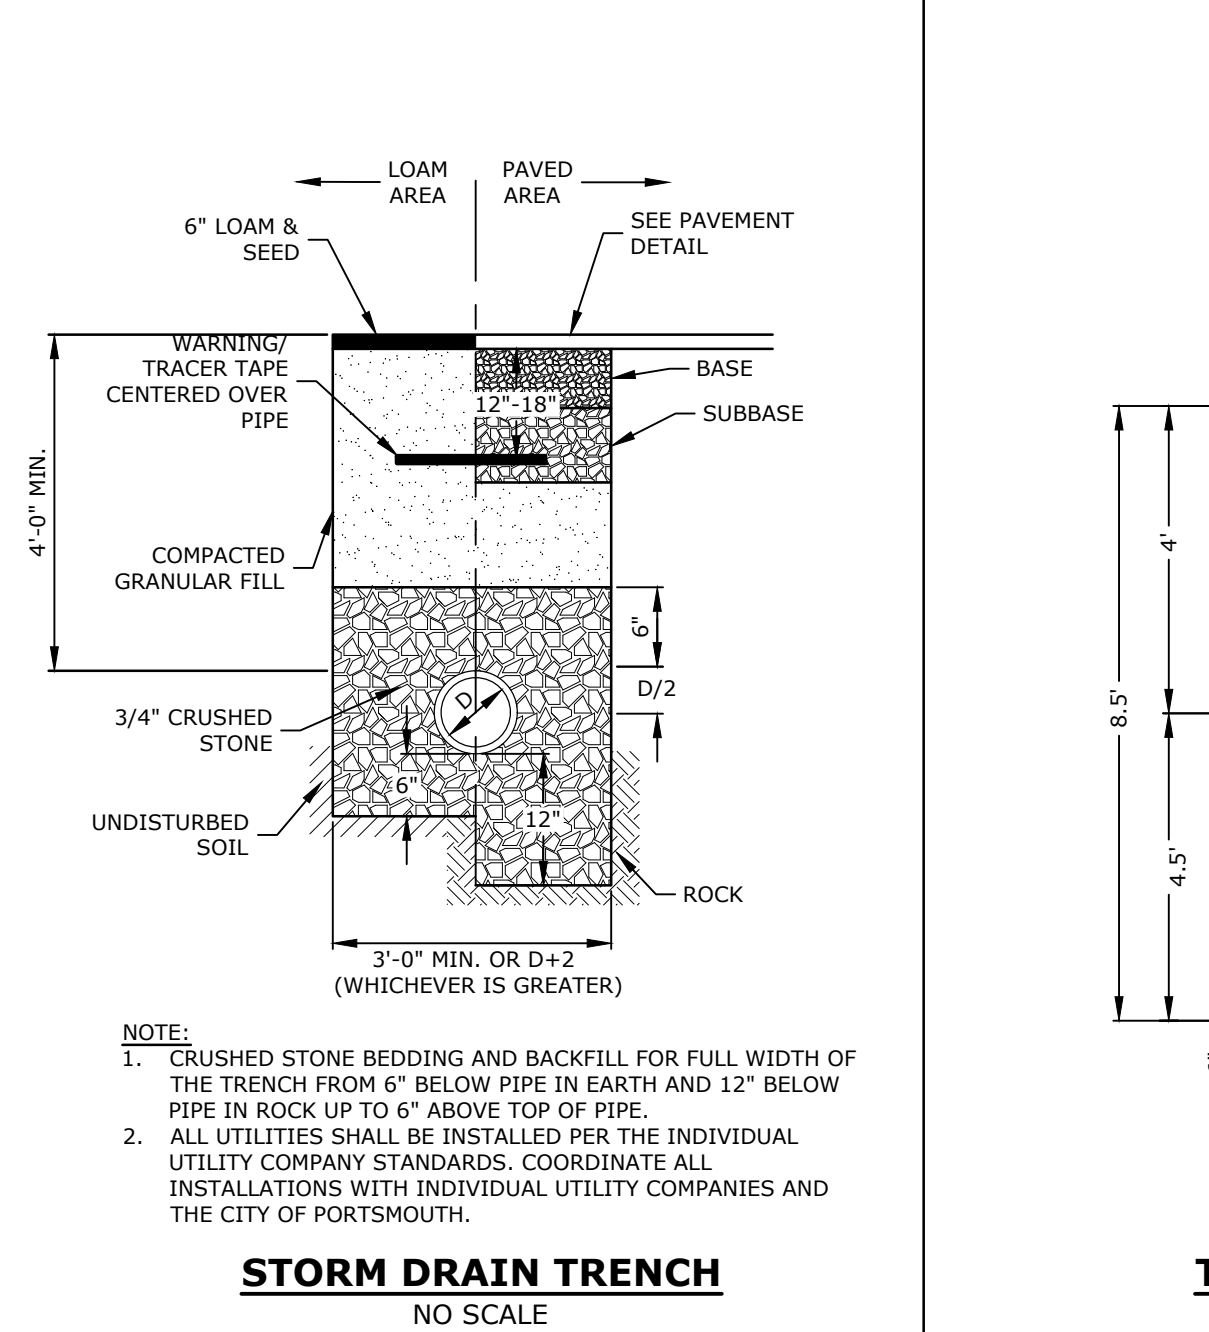 LOAM
AREA
PAVED
AREA
6" LOAM &
SEED
SEE PAVEMENT
DETAIL
WARNING/
TRACER TAPE
CENTERED OVER
PIPE
BASE
12"-18"
SUBBASE
4'-0" MIN.
COMPACTED
GRANULAR FILL
6"
D/2
D
3/4" CRUSHED
STONE
6"
12"
UNDISTURBED
SOIL
ROCK
3'-0" MIN. OR D+2
(WHICHEVER IS GREATER)
NOTE:
1. CRUSHED STONE BEDDING AND BACKFILL FOR FULL WIDTH OF
THE TRENCH FROM 6" BELOW PIPE IN EARTH AND 12" BELOW
PIPE IN ROCK UP TO 6" ABOVE TOP OF PIPE.
2. ALL UTILITIES SHALL BE INSTALLED PER THE INDIVIDUAL
UTILITY COMPANY STANDARDS. COORDINATE ALL
INSTALLATIONS WITH INDIVIDUAL UTILITY COMPANIES AND
THE CITY OF PORTSMOUTH.
STORM DRAIN TRENCH
NO SCALE
4'
8.5'
4.5'
T